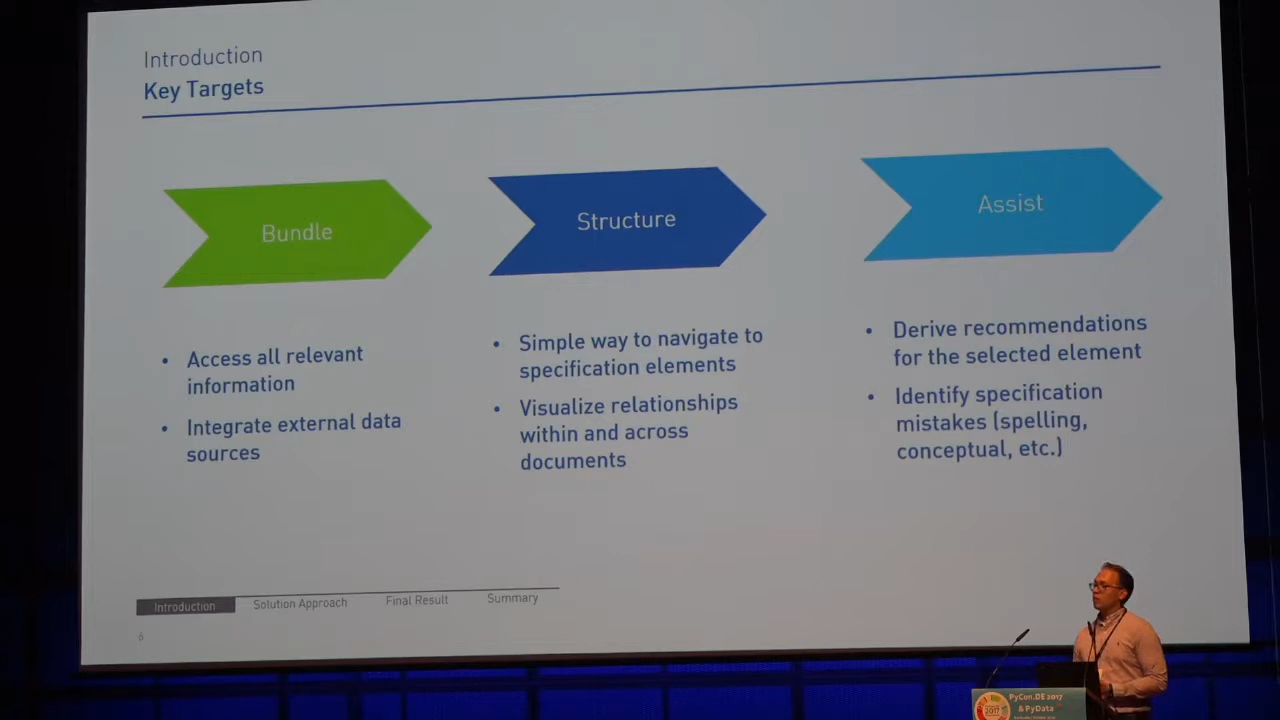 Introduction
Key Targets
Bundle
Structure
Assist
• Access all relevant
information
• Integrate external data
sources
• Simple way to navigate to
specification elements
• Visualize relationships
within and across
documents
• Derive recommendations
for the selected element
• Identify specification
mistakes (spelling,
conceptual, etc.)
Introduction Solution Approach Final Result Summary
6
PyCon.DE 2017
& PyData
2017